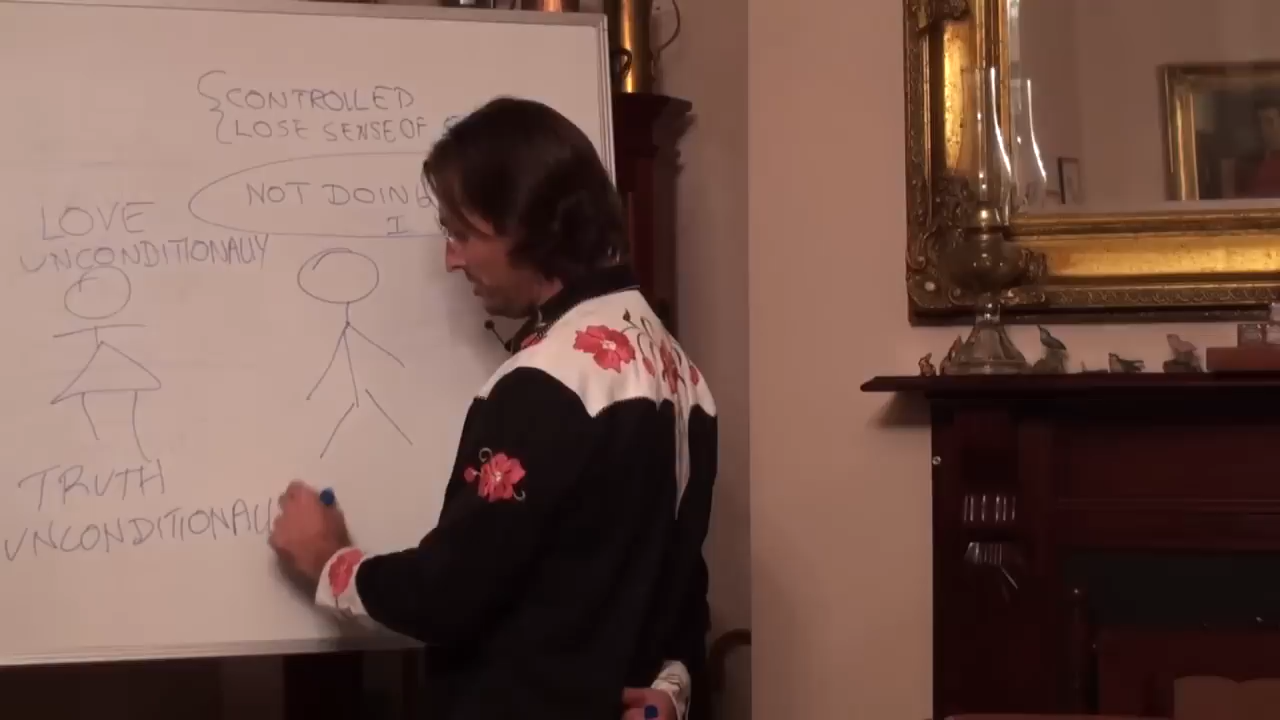 CONTROLLED
LOSE SENSE OF
NOT DOING
I
LOVE
UNCONDITIONALLY
TRUTH
UNCONDITIONALL